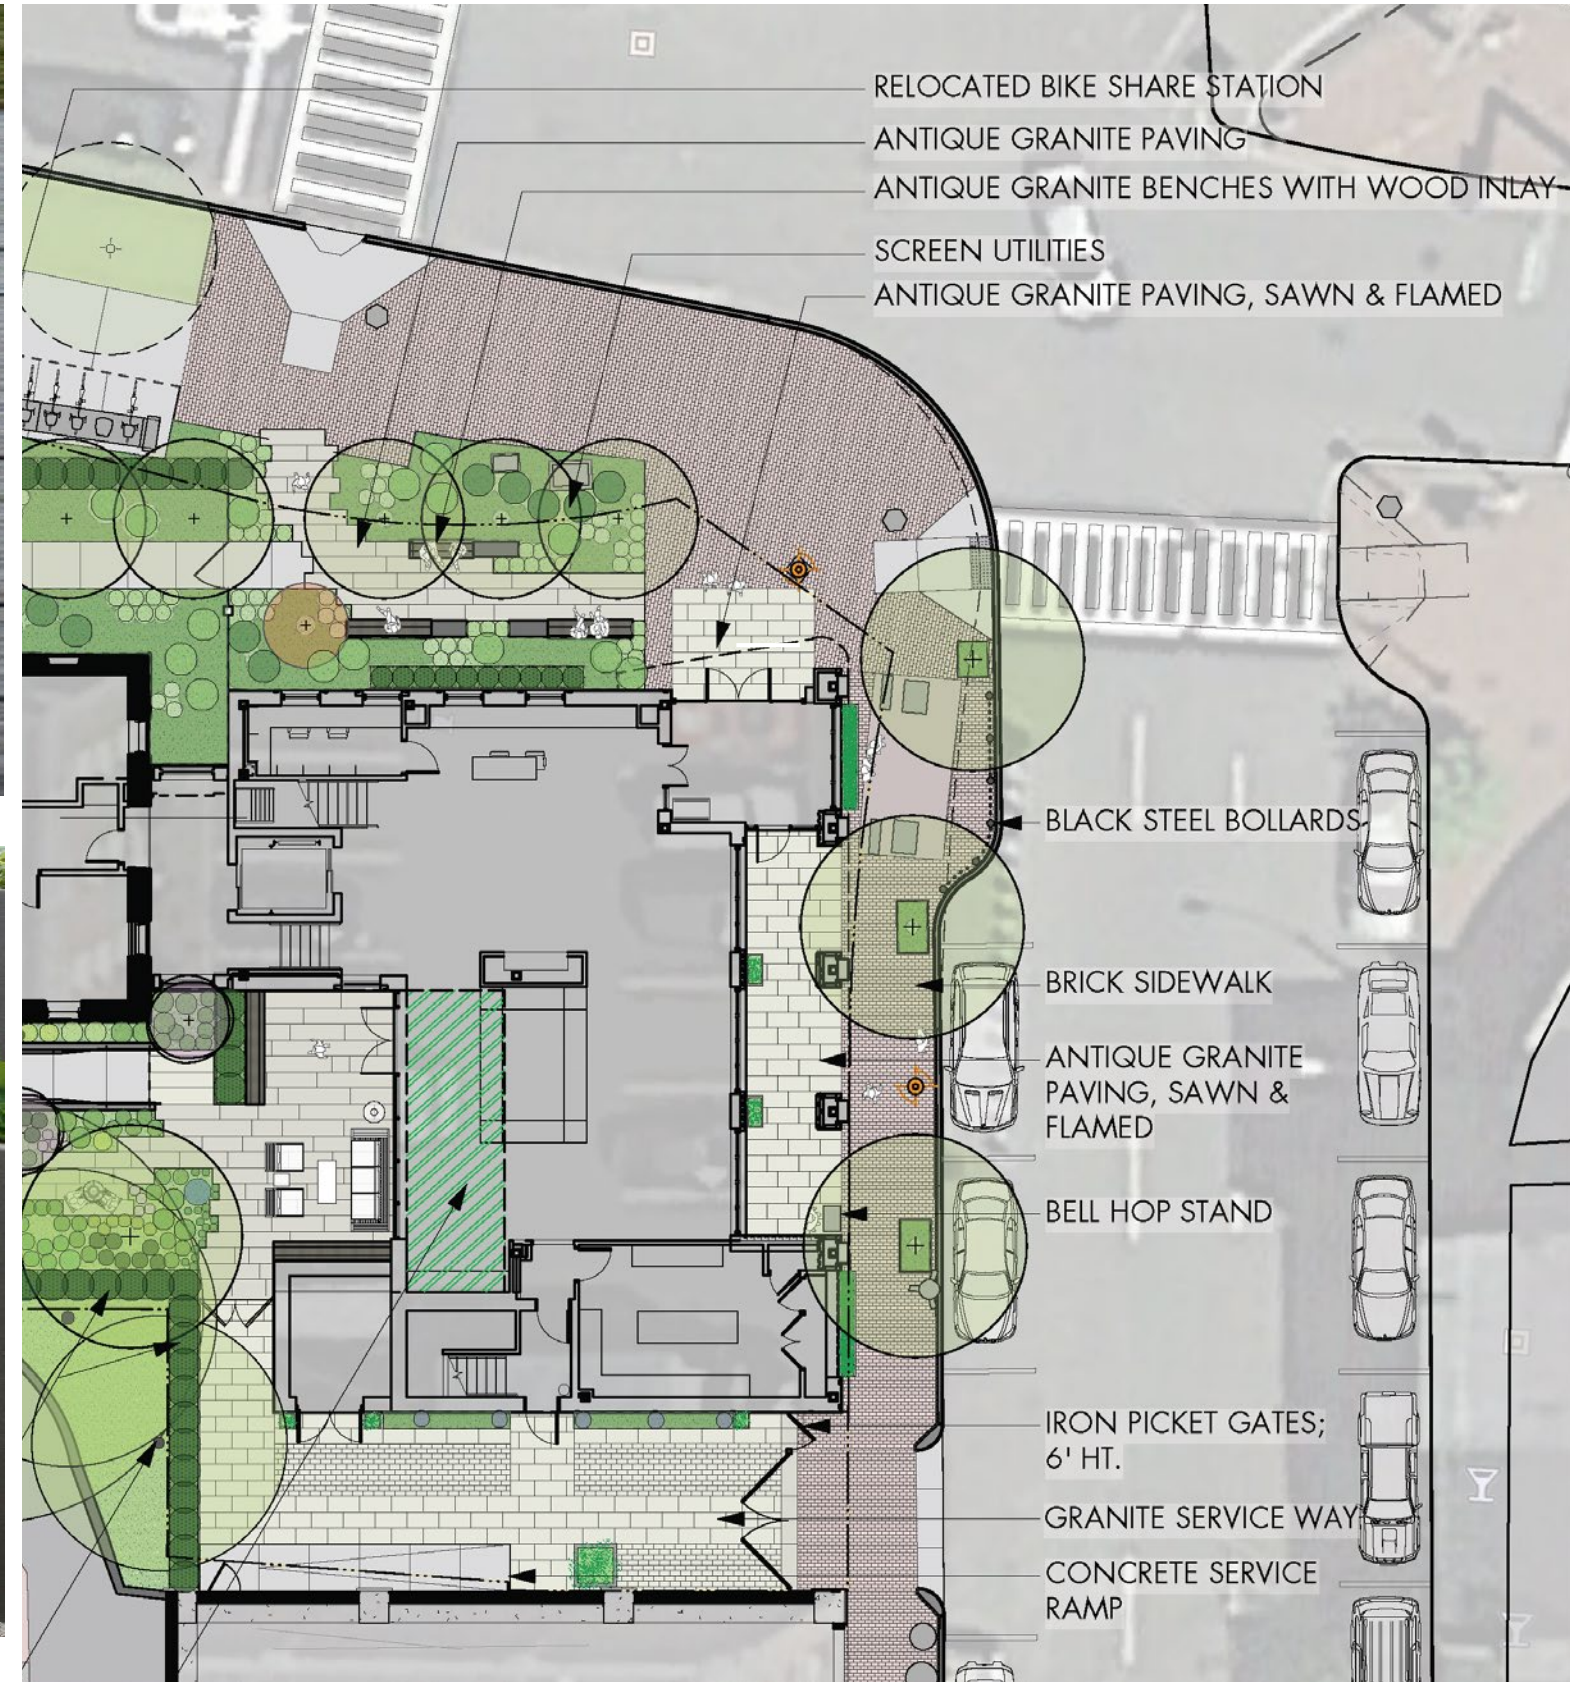 RELOCATED BIKE SHARE STATION
ANTIQUE GRANITE PAVING
ANTIQUE GRANITE BENCHES WITH WOOD INLAY
SCREEN UTILITIES
ANTIQUE GRANITE PAVING, SAWN & FLAMED
BLACK STEEL BOLLARDS
BRICK SIDEWALK
ANTIQUE GRANITE
PAVING, SAWN &
FLAMED
BELL HOP STAND
IRON PICKET GATES;
6' HT.
GRANITE SERVICE WAY
CONCRETE SERVICE
RAMP